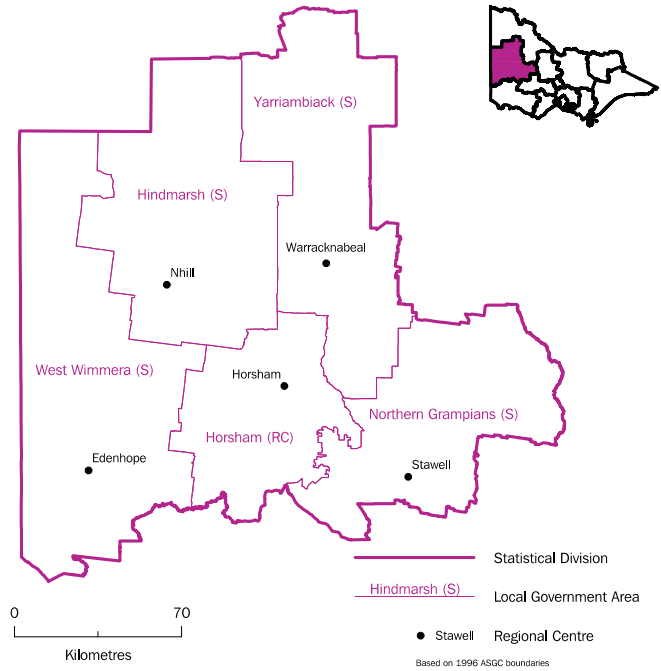 Yarriambiack (S)
Hindmarsh (S)
Warracknabeal
Nhill
West Wimmera (S)
Horsham
Northern Grampians (S)
Horsham (RC)
Edenhope
Stawell
Statistical Division
Hindmarsh (S)
Local Government Area
0
70
Stawell
Regional Centre
Kilometres
Based on 1996 ASGC boundaries